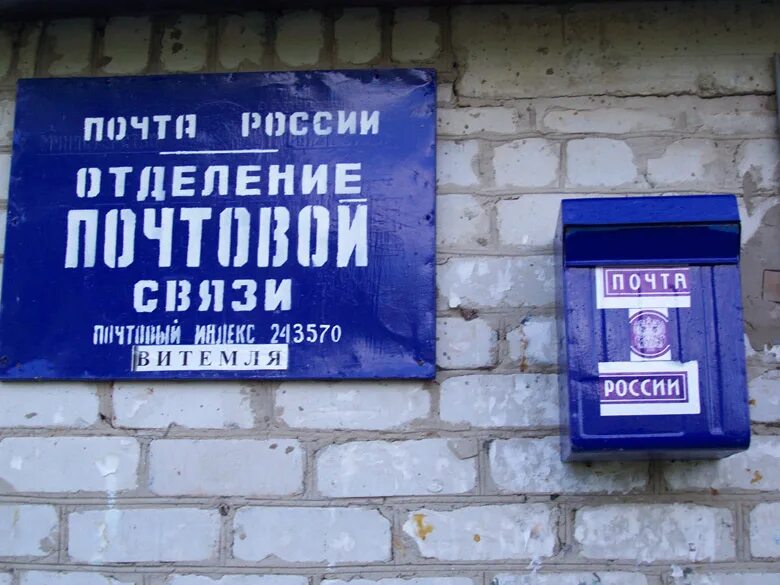 ПОЧТА РОССИИ
ОТДЕЛЕНИЕ
ПОЧТОВОЙ
СВЯЗИ
ПОЧТОВЫЙ ИНДЕКС 243570
ВИТЕМЛЯ
ПОЧТА
РОССИИ